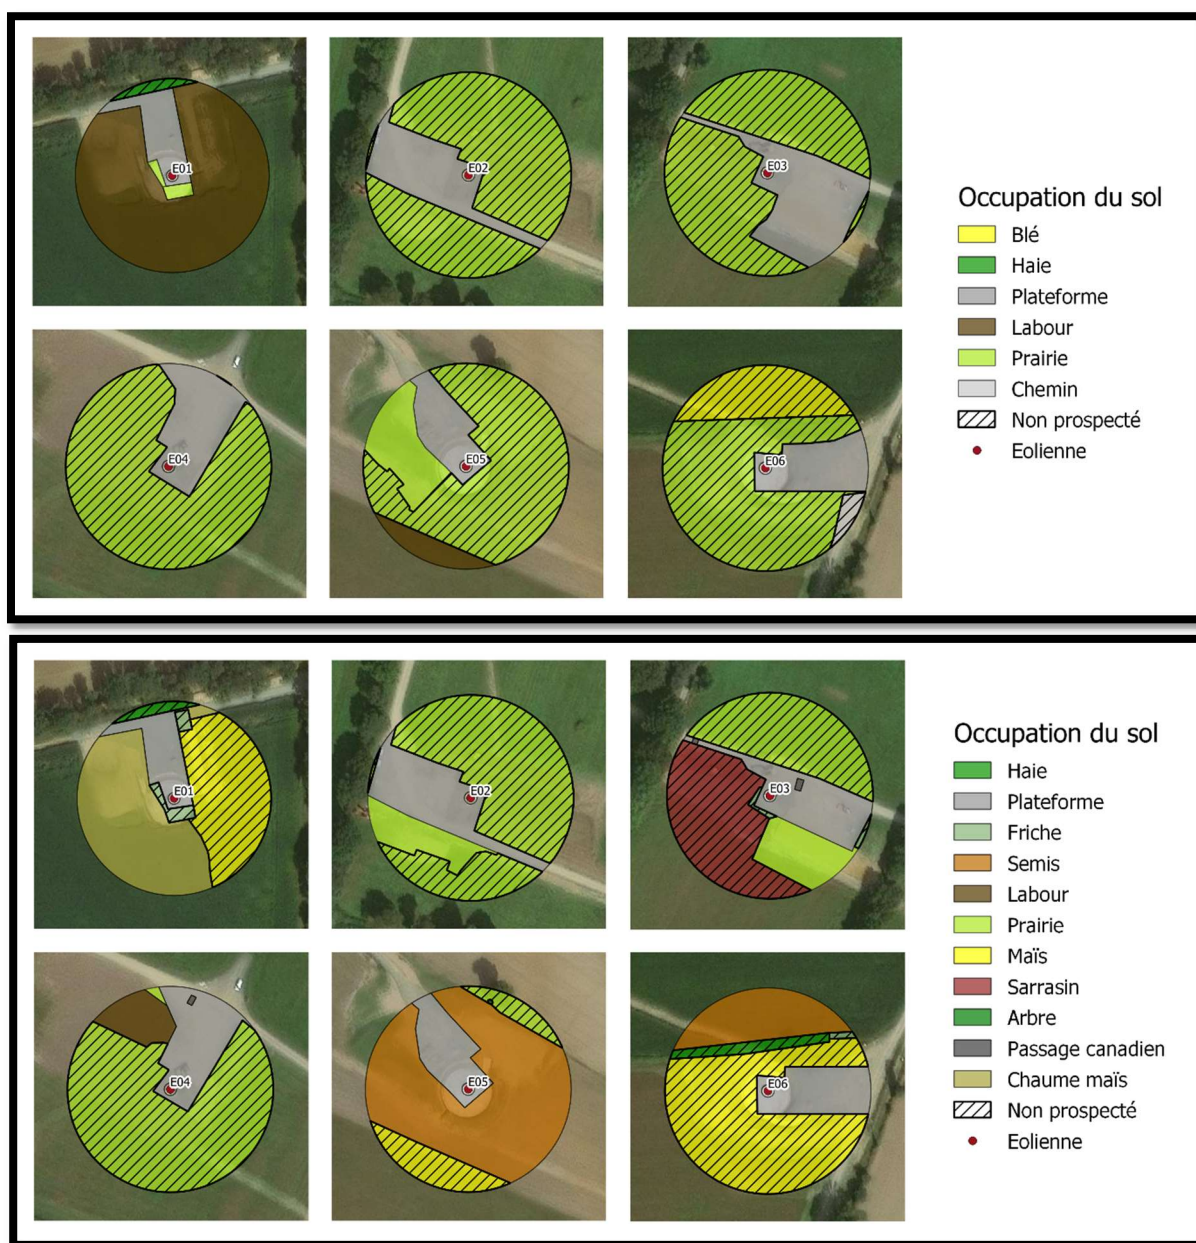 E01
E02
E03
E04
E05
E06
Occupation du sol
Blé
Haie
Plateforme
Labour
Prairie
Chemin
Non prospecté
Eolienne
E01
E02
E03
E04
E05
E06
Occupation du sol
Haie
Plateforme
Friche
Semis
Labour
Prairie
Maïs
Sarrasin
Arbre
Passage canadien
Chaume maïs
Non prospecté
Eolienne